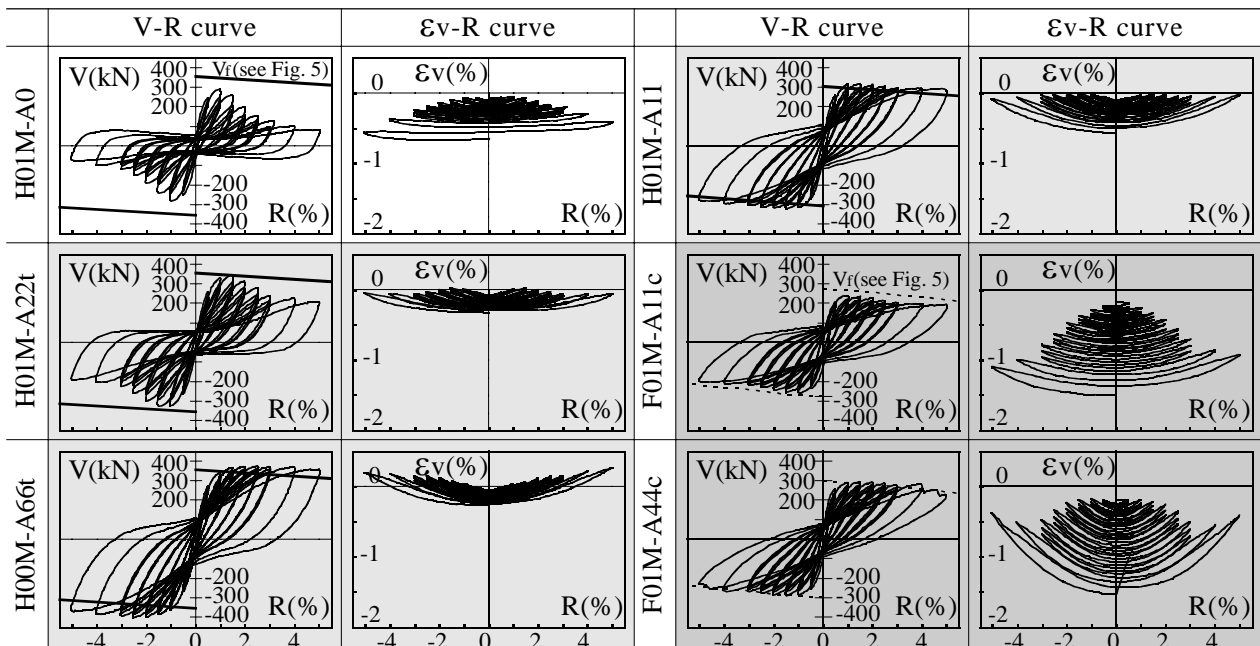 V-R curve
εv-R curve
V-R curve
εv-R curve
H01M-A0
V(kN)
400
300
200
-200
-300
-400
Vf(see Fig. 5)
R(%)
0
-1
-2
εv(%)
R(%)
H01M-A11
V(kN)
400
300
200
-200
-300
-400
R(%)
0
-1
-2
εv(%)
R(%)
H01M-A22t
V(kN)
400
300
200
-200
-300
-400
R(%)
0
-1
-2
εv(%)
R(%)
F01M-A11c
V(kN)
400
300
200
-200
-300
-400
Vf(see Fig. 5)
R(%)
0
-1
-2
εv(%)
R(%)
H00M-A66t
V(kN)
400
300
200
-200
-300
-400
R(%)
-4 -2 0 2 4
0
-1
-2
εv(%)
R(%)
-4 -2 0 2 4
F01M-A44c
V(kN)
400
300
200
-200
-300
-400
R(%)
-4 -2 0 2 4
0
-1
-2
εv(%)
R(%)
-4 -2 0 2 4